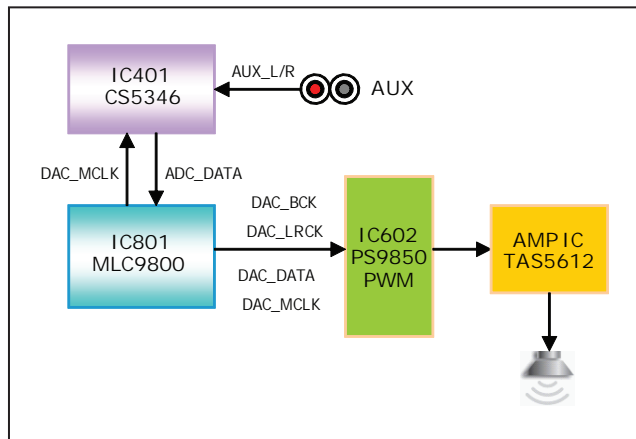 IC401
CS5346
AUX_L/R
AUX
DAC_MCLK
ADC_DATA
IC801
MLC9800
DAC_BCK
DAC_LRCK
DAC_DATA
DAC_MCLK
IC602
PS9850
PWM
AMP IC
TAS5612